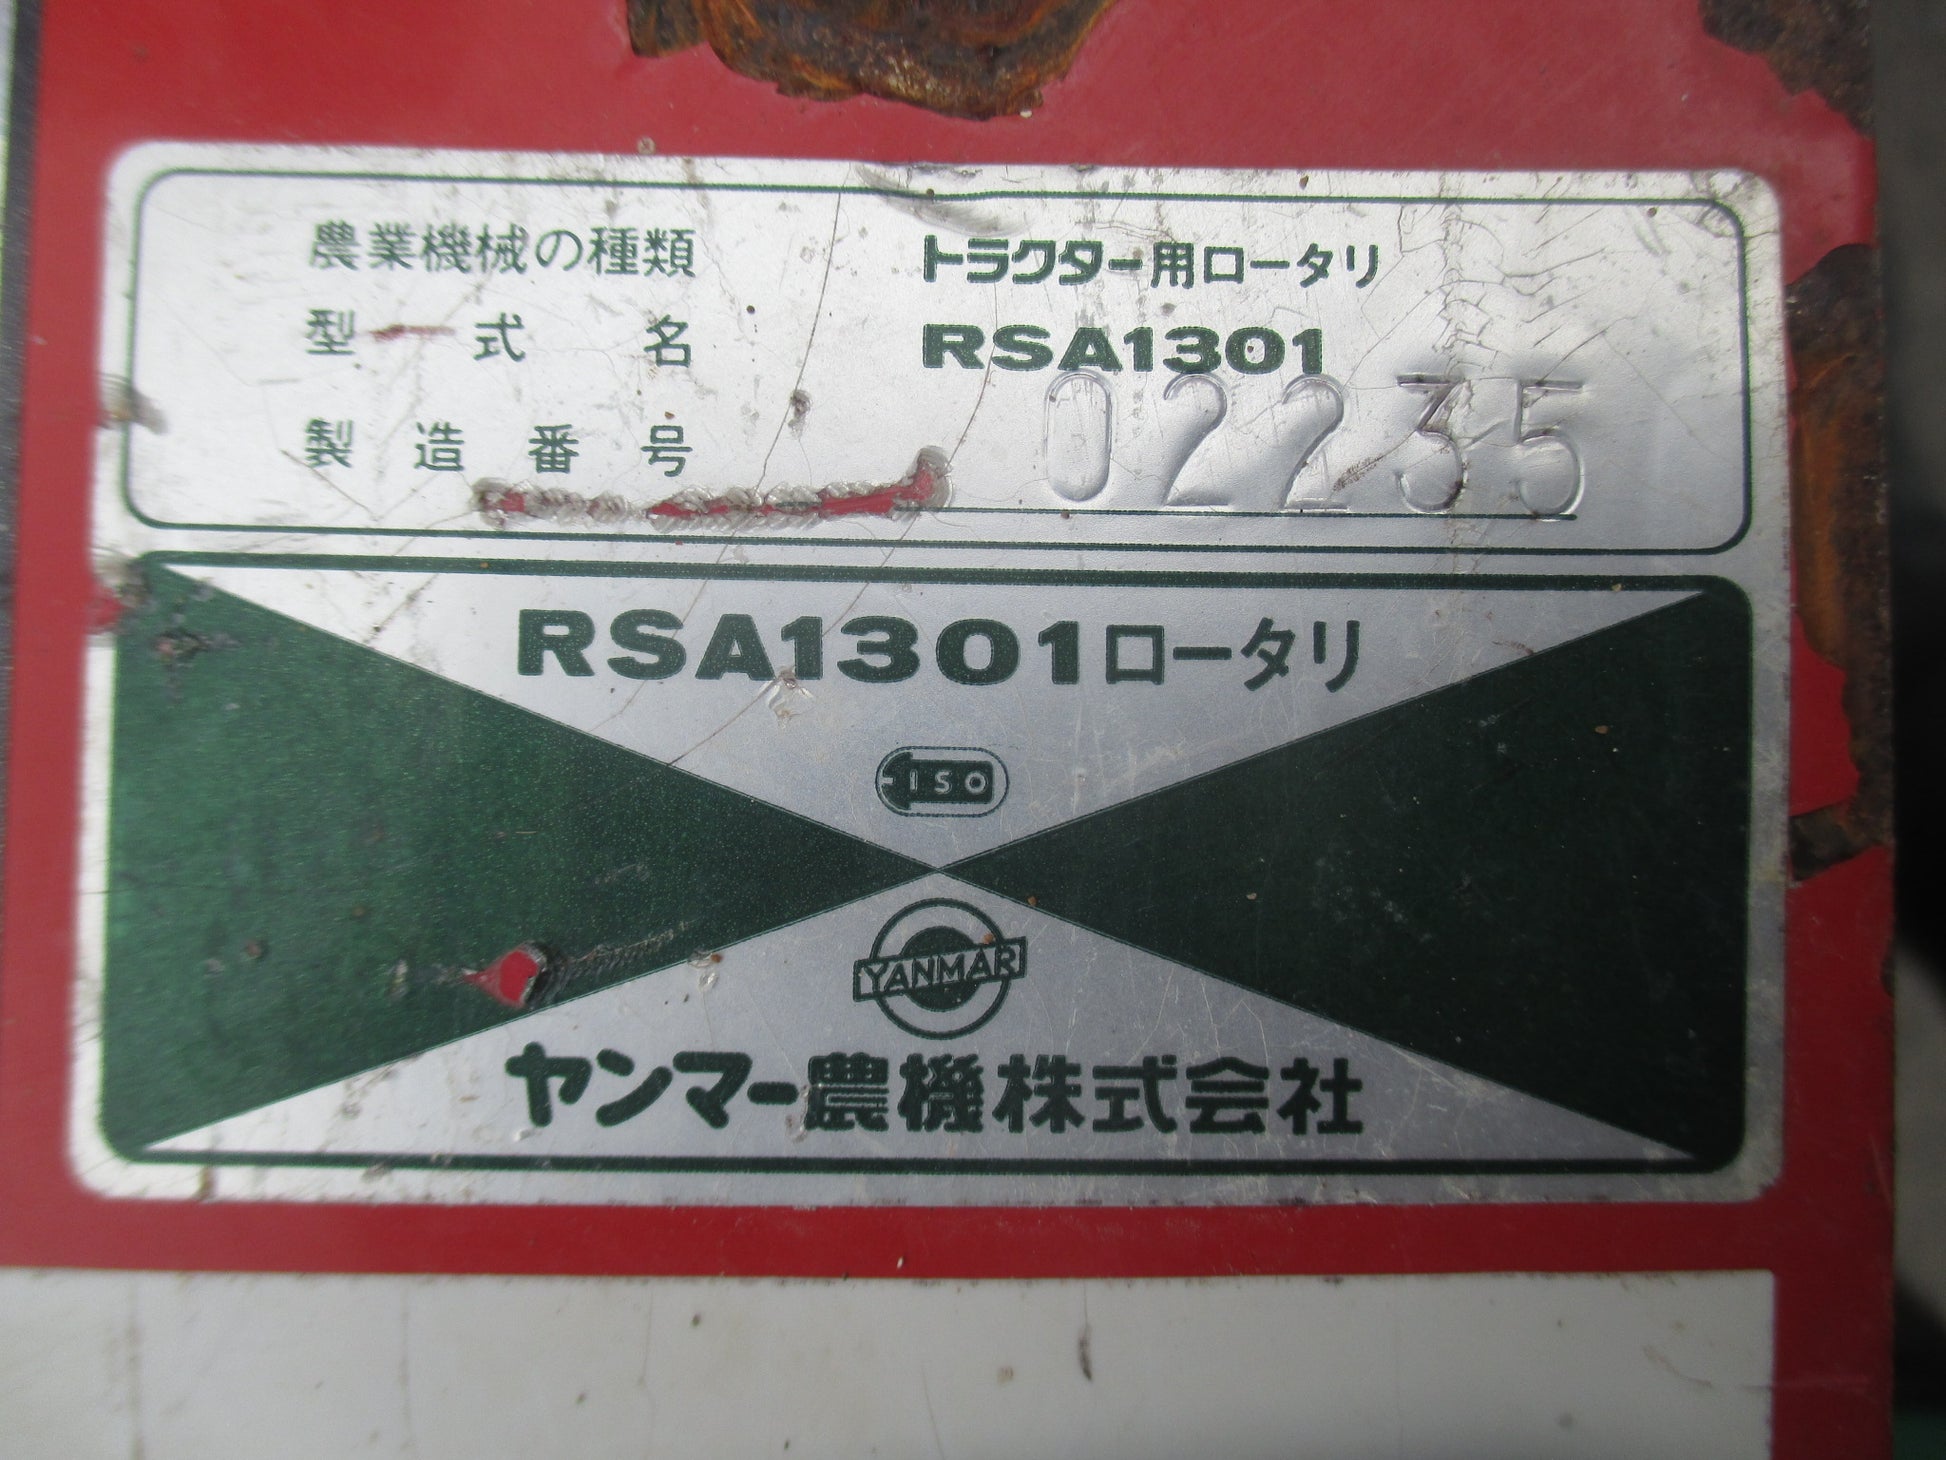 農業機械の種類 トラクター用ロータリ
型式名 RSA1301
製造番号 02235
RSA1301ロータリ
ISO
YANMAR
ヤンマー農機株式会社